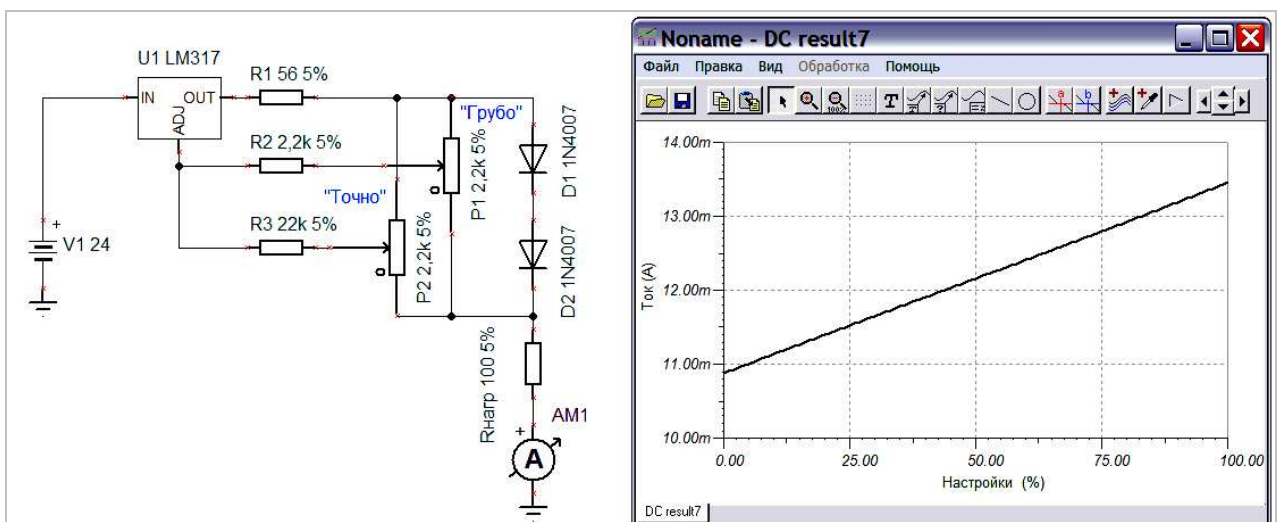 U1 LM317
IN
OUT
ADJ
R1 56 5%
"Грубо"
R2 2,2k 5%
P1 2,2k 5%
D1 1N4007
"Точно"
R3 22k 5%
P2 2,2k 5%
D2 1N4007
+
V1 24
Rнагр 100 5%
+
AM1
A
Noname - DC result7
Файл Правка Вид Обработка Помощь
14.00m
13.00m
12.00m
11.00m
10.00m
Ток (A)
0.00 25.00 50.00 75.00 100.00
Настройки (%)
DC result7